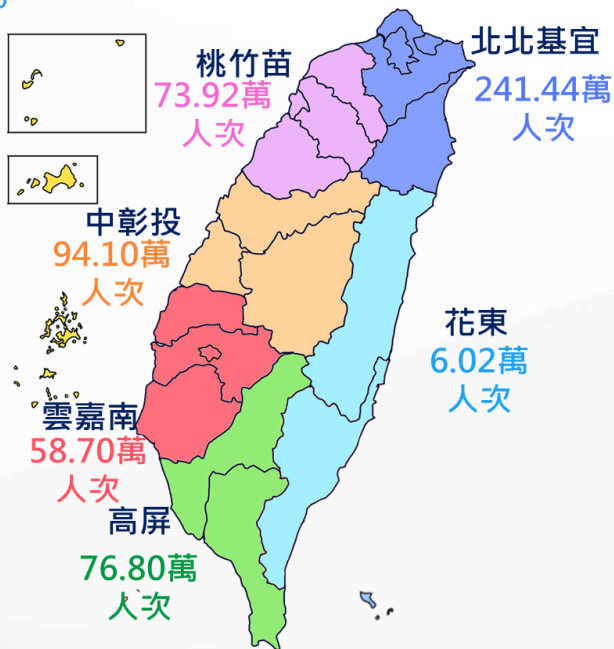 北北基宜
241.44萬
人次
桃竹苗
73.92萬
人次
中彰投
94.10萬
人次
花東
6.02萬
人次
雲嘉南
58.70萬
人次
高屏
76.80萬
人次